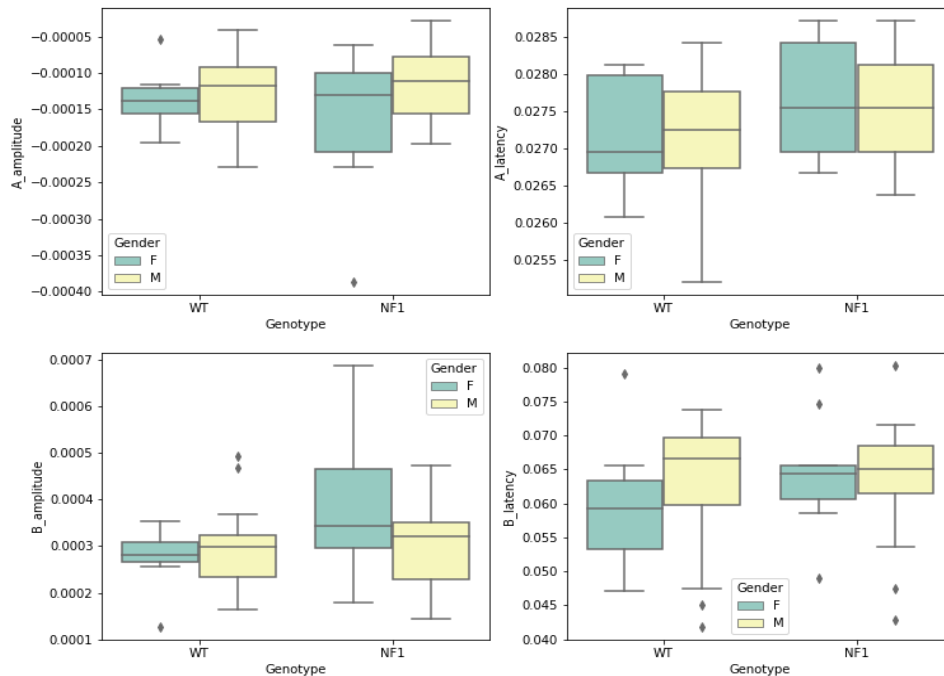 −0.00005
−0.00010
−0.00015
−0.00020
−0.00025
−0.00030
−0.00035
−0.00040
A_amplitude
Gender
F
M
WT
NF1
Genotype
0.0285
0.0280
0.0275
0.0270
0.0265
0.0260
0.0255
A_latency
Gender
F
M
WT
NF1
Genotype
0.0007
0.0006
0.0005
0.0004
0.0003
0.0002
0.0001
B_amplitude
Gender
F
M
WT
NF1
Genotype
0.080
0.075
0.070
0.065
0.060
0.055
0.050
0.045
0.040
B_latency
Gender
F
M
WT
NF1
Genotype